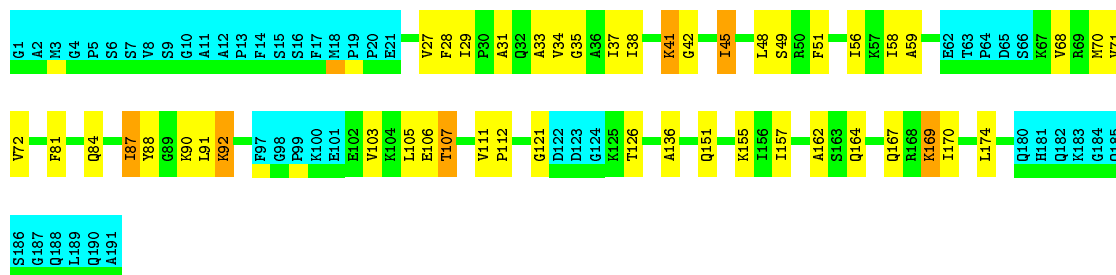 G1 A2 M3 G4 P5 S6 S7 V8 S9 G10 A11 A12 P13 F14 S15 S16 F17 M18 P19 P20 E21 V27 F28 I29 P30 A31 Q32 A33 V34 G35 A36 I37 I38 K41 G42 I45 L48 S49 R50 F51 I56 K57 I58 A59 E62 T63 P64 D65 S66 K67 V68 R69 M70 V71
V72 F81 Q84 I87 Y88 G89 K90 L91 K92 F97 G98 P99 K100 E101 E102 V103 K104 L105 E106 T107 V111 P112 G121 D122 D123 G124 K125 T126 A136 Q151 K155 I156 I157 A162 S163 Q164 Q167 R168 K169 I170 L174 Q180 H181 Q182 K183 G184
S186 G187 Q188 L189 Q190 A191